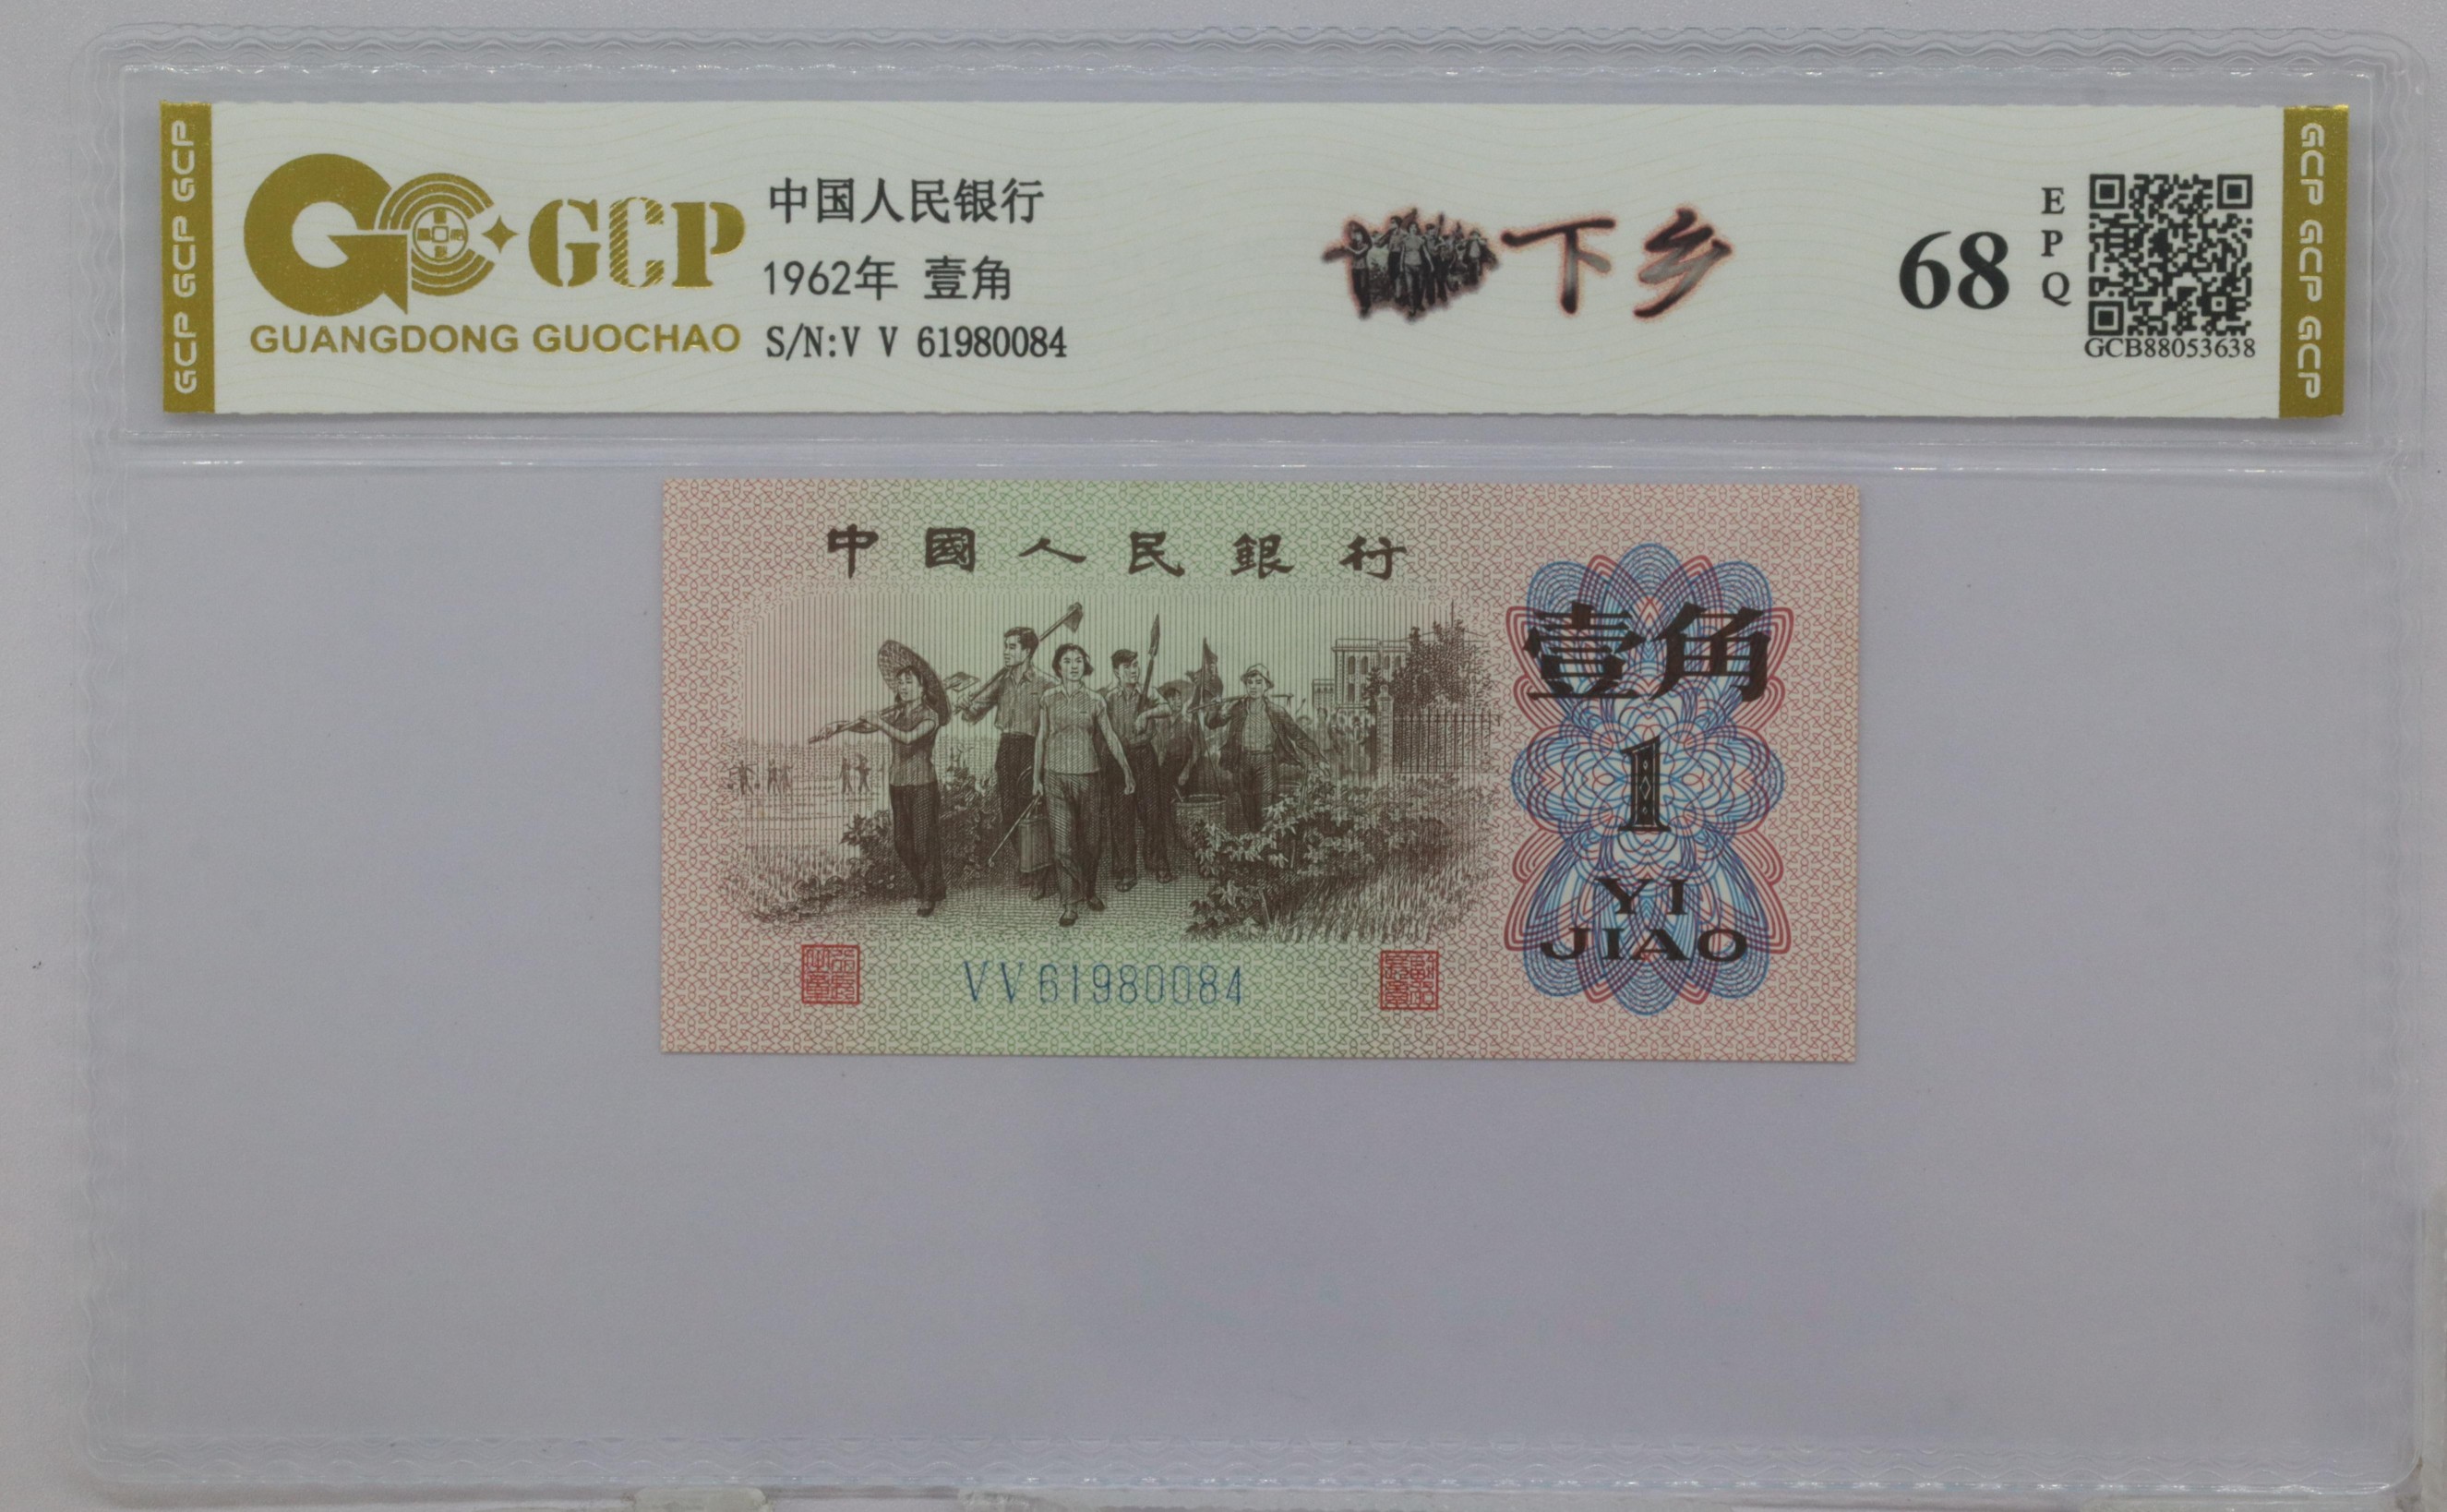 GCP GCP GCP
GCP
GUANGDONG GUOCHAO
中国人民银行
1962年 壹角
S/N:V V 61980084
下乡
68
EPQ
GCB88053638
GCP GCP GCP
中國人民銀行
壹角
1
YI
JIAO
VV61980084